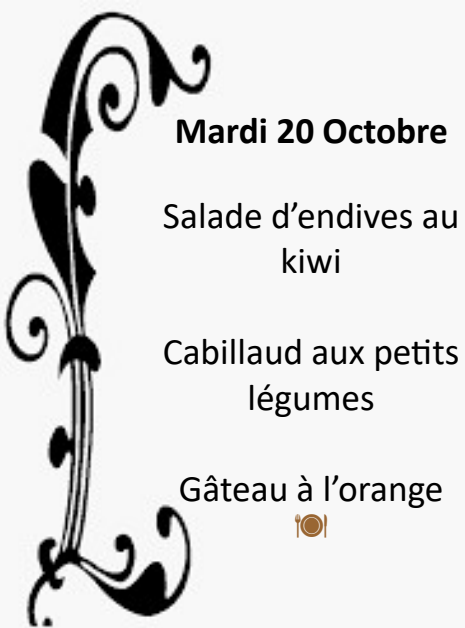 Mardi 20 Octobre
Salade d’endives au
kiwi
Cabillaud aux petits
légumes
Gâteau à l’orange